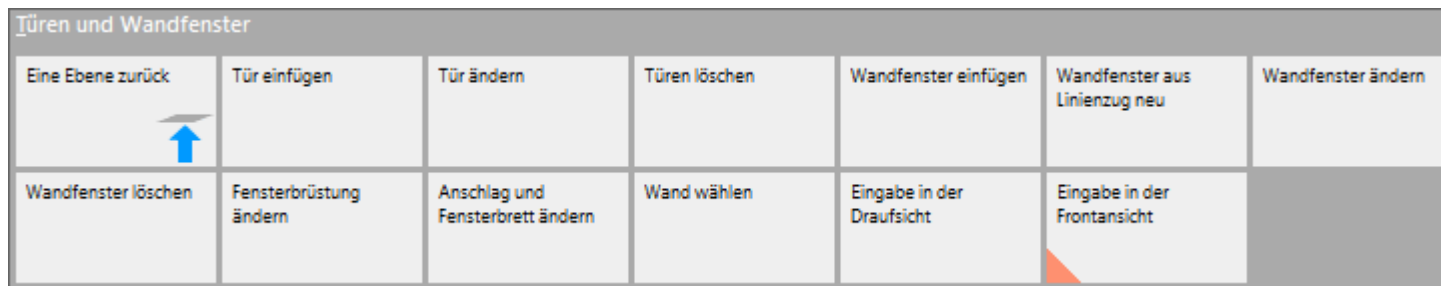 Türen und Wandfenster
Eine Ebene zurück
Tür einfügen
Tür ändern
Türen löschen
Wandfenster einfügen
Wandfenster aus
Linienzug neu
Wandfenster ändern
Wandfenster löschen
Fensterbrüstung
ändern
Anschlag und
Fensterbrett ändern
Wand wählen
Eingabe in der
Draufsicht
Eingabe in der
Frontansicht